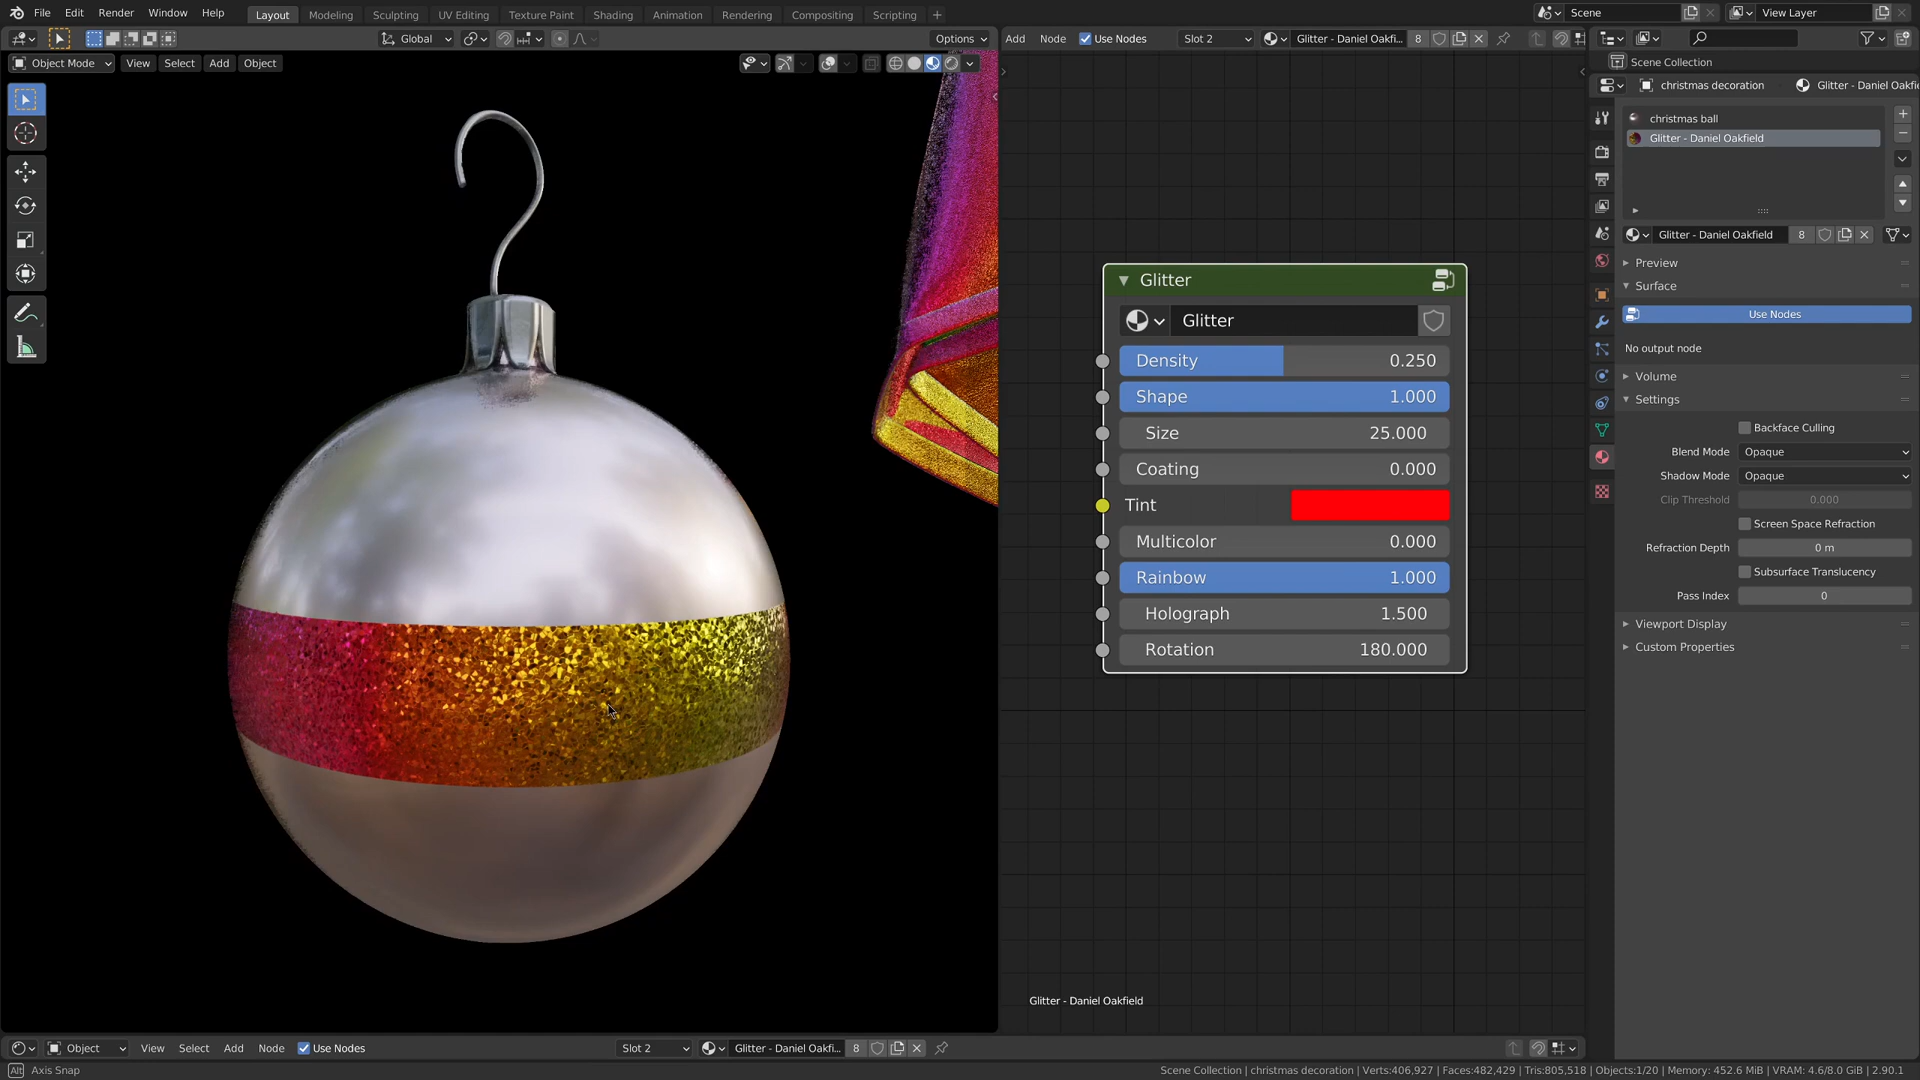 File Edit Render Window Help
Layout Modeling Sculpting UV Editing Texture Paint Shading Animation Rendering Compositing Scripting +
Scene
View Layer
Global
Options
Add Node Use Nodes Slot 2 Glitter - Daniel Oakfi... 8
Object Mode View Select Add Object
Scene Collection
christmas decoration Glitter - Daniel Oakfie
christmas ball
Glitter - Daniel Oakfield
Glitter - Daniel Oakfield 8
Preview
Surface
Use Nodes
No output node
Volume
Settings
Backface Culling
Blend Mode Opaque
Shadow Mode Opaque
Clip Threshold 0.000
Screen Space Refraction
Refraction Depth 0 m
Subsurface Translucency
Pass Index 0
Viewport Display
Custom Properties
Glitter
Glitter
Density 0.250
Shape 1.000
Size 25.000
Coating 0.000
Tint
Multicolor 0.000
Rainbow 1.000
Holograph 1.500
Rotation 180.000
Glitter - Daniel Oakfield
Object View Select Add Node Use Nodes Slot 2 Glitter - Daniel Oakfi... 8
Alt Axis Snap
Scene Collection | christmas decoration | Verts:406,927 | Faces:482,429 | Tris:805,518 | Objects:1/20 | Memory: 452.6 MiB | VRAM: 4.6/8.0 GiB | 2.90.1